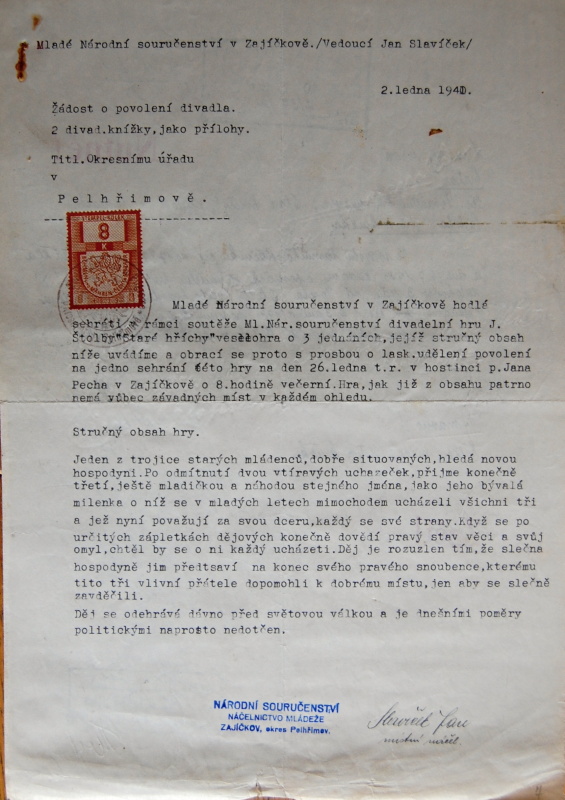 Mladé Národní souručenství v Zajíčkově./Vedoucí Jan Slavíček/
2.ledna 1941.
Žádost o povolení divadla.
2 divad.knížky,jako přílohy.
Titl.Okresnímu úřadu
v
Pelhřimově.
8
K
Mladé Národní souručenství v Zajíčkově hodlé
sehráti v rámci soutěže Ml.Nár.souručenství divadelní hru J.
Štolby"Staré hříchy"veselohra o 3 jednáních,jejíž stručný obsah
níže uvádíme a obrací se proto s prosbou o lask.udělení povolení
na jedno sehrání této hry na den 26.ledna t.r. v hostinci p.Jana
Pecha v Zajíčkově o 8.hodině večerní.Hra,jak již z obsahu patrno
nemá vůbec závadných míst v každém ohledu.
Stručný obsah hry.
Jeden z trojice starých mládenců,dobře situovaných,hledá novou
hospodyni.Po odmítnutí dvou vtíravých uchazeček,přijme konečně
třetí,ještě mladičkou a náhodou stejného jména,jako jeho bývalá
milenka o níž se v mladých letech mimochodem ucházeli všichni tři
a jež nyní považují za svou dceru,každý se své strany.Když se po
určitých zápletkách dějových konečně dovědí pravý stav věci a svůj
omyl,chtěl by se o ni každý ucházeti.Děj je rozuzlen tím,že slečna
hospodyně jim předtsaví na konec svého pravého snoubence,kterému
tito tři vlivní přátele dopomohli k dobrému místu,jen aby se slečně
zavděčili.
Děj se odehrává dávno před světovou válkou a je dnečními poměry
politickými naprosto nedotčen.
NÁRODNÍ SOURUČENSTVÍ
NÁČELNICTVO MLÁDEŽE
ZAJÍČKOV, okres Pelhřimov.
Slavíček Jan
místní